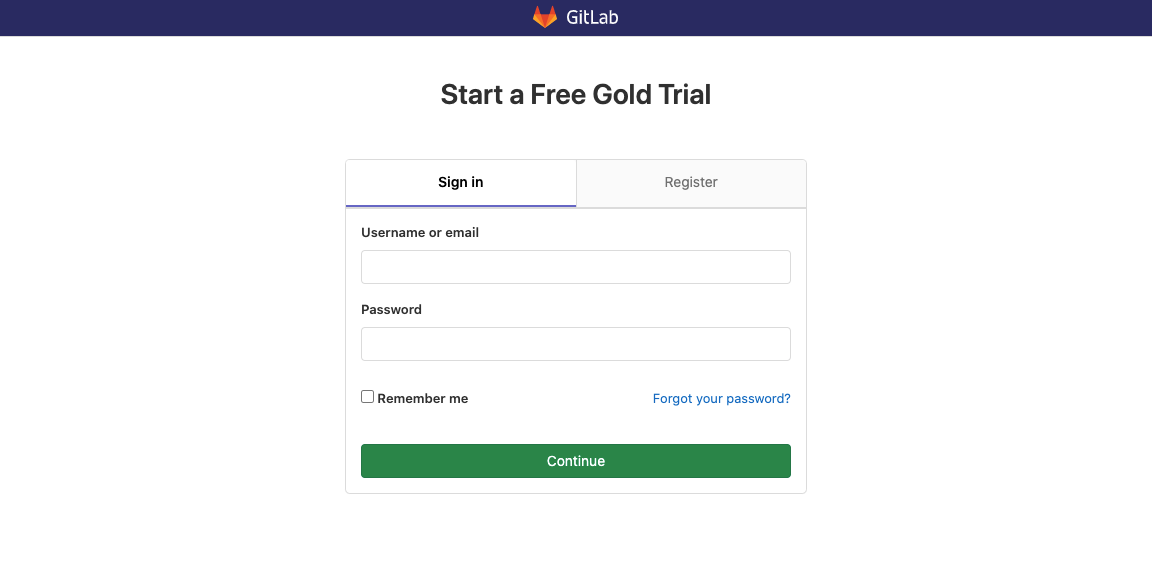 GitLab
Start a Free Gold Trial
Sign in Register
Username or email
Password
Remember me Forgot your password?
Continue